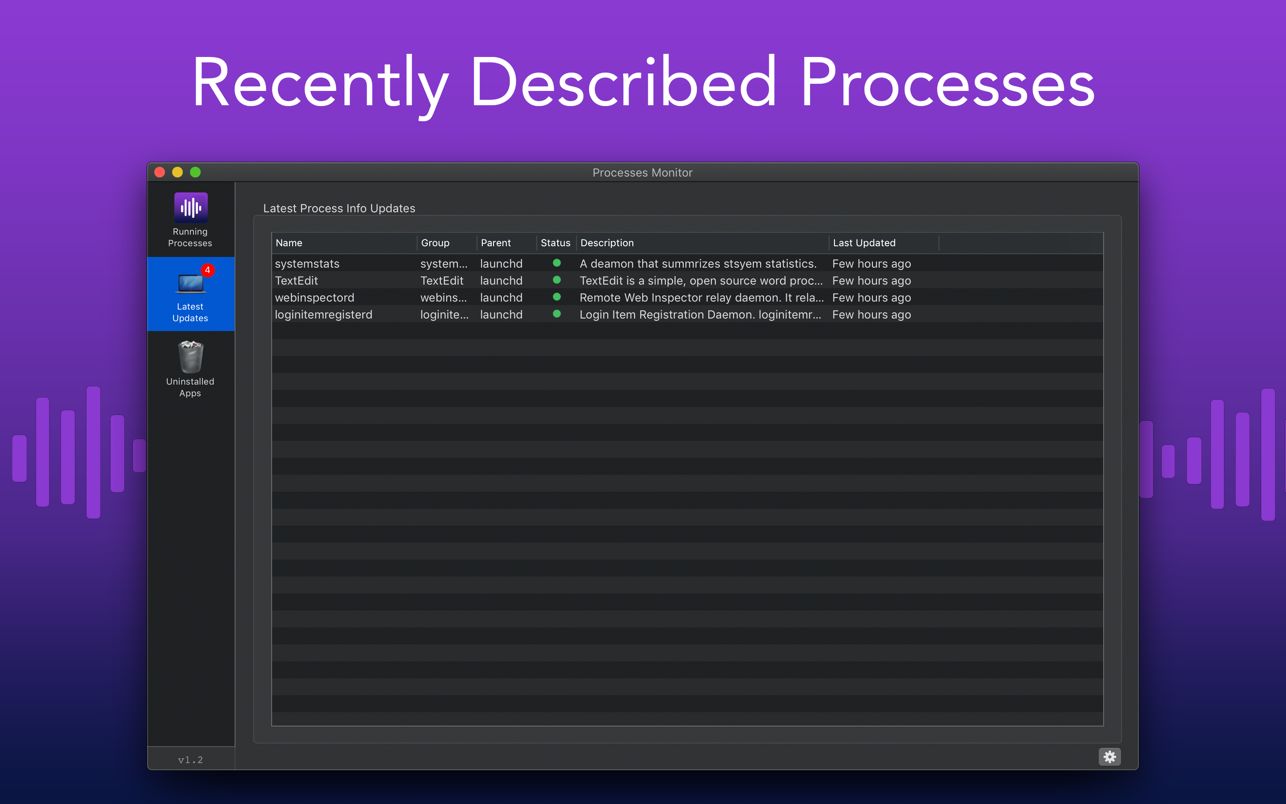 Recently Described Processes
Processes Monitor
Running
Processes
4
Latest
Updates
Uninstalled
Apps
v1.2
Latest Process Info Updates
Name Group Parent Status Description Last Updated
systemstats system... launchd A deamon that summrizes stsyem statistics. Few hours ago
TextEdit TextEdit launchd TextEdit is a simple, open source word proc... Few hours ago
webinspectord webins... launchd Remote Web Inspector relay daemon. It rela... Few hours ago
loginitemregisterd loginite... launchd Login Item Registration Daemon. loginitemr... Few hours ago